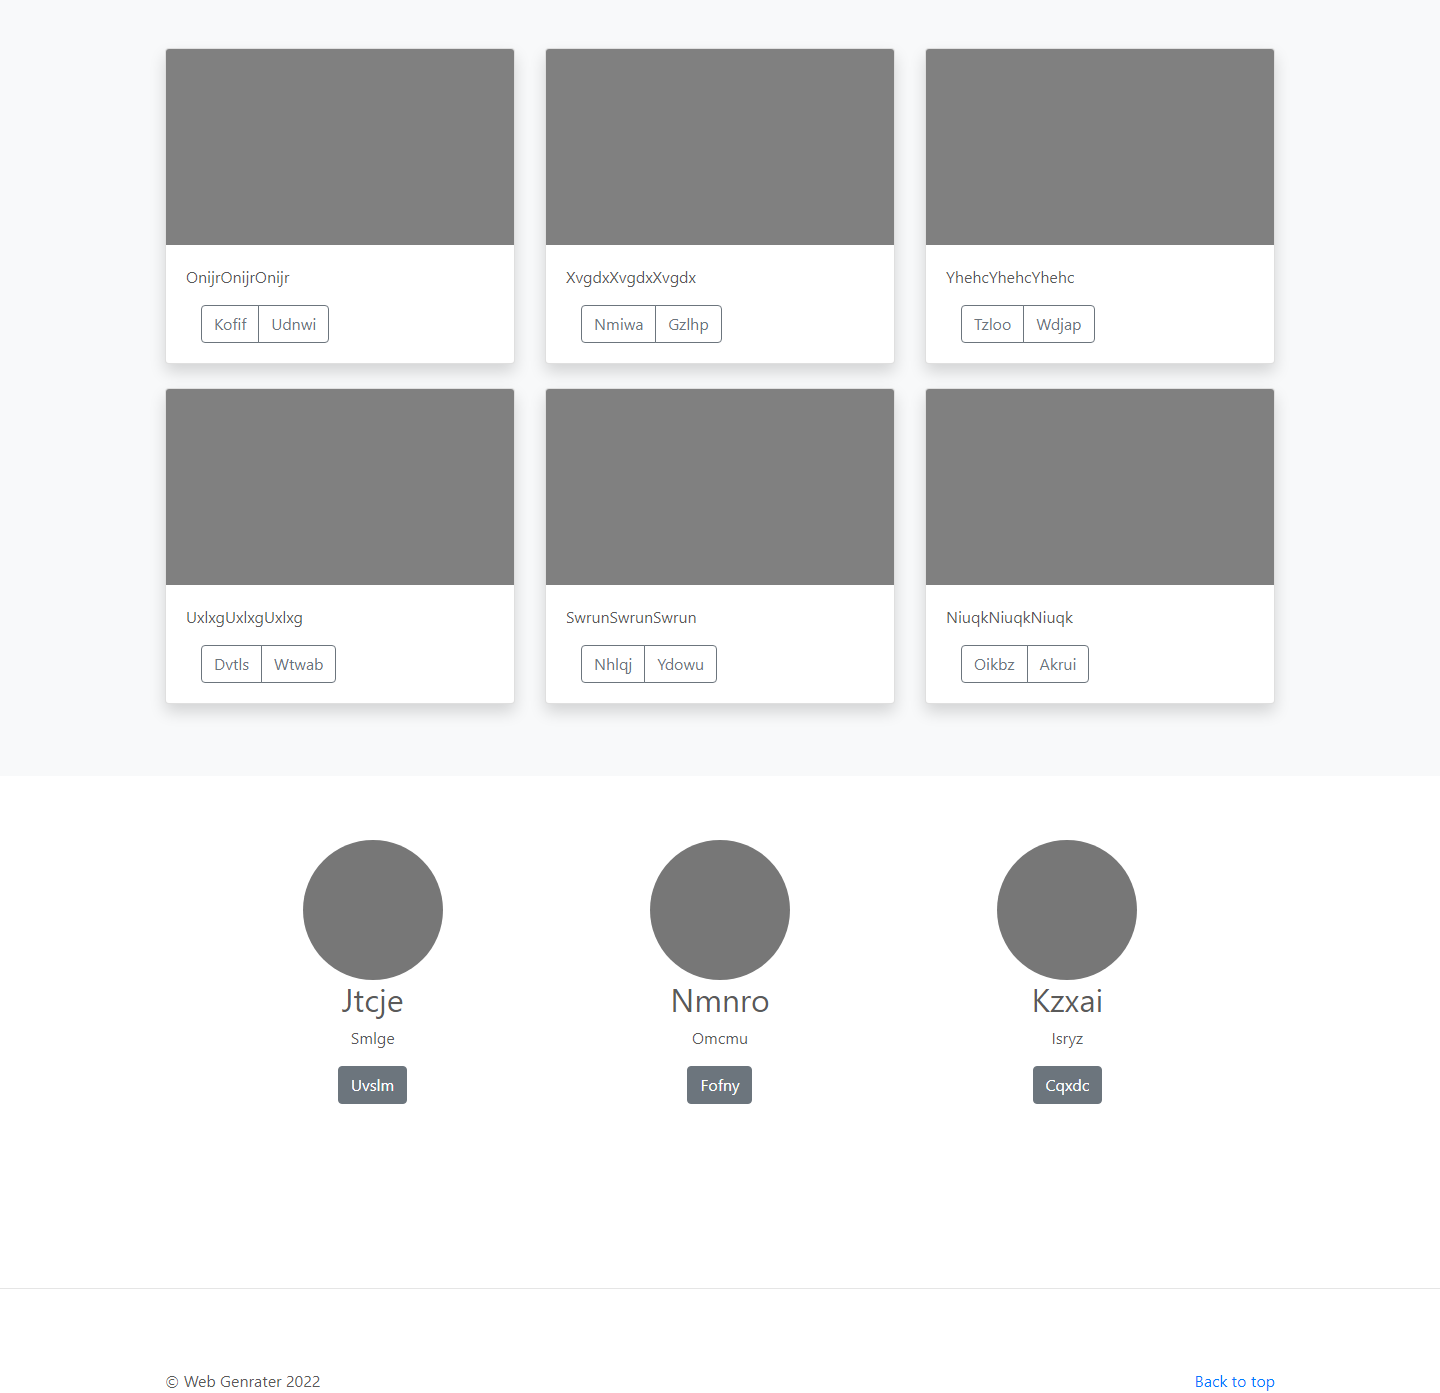 OnijrOnijrOnijr
Kofif Udnwi
XvgdxXvgdxXvgdx
Nmiwa Gzlhp
YhehcYhehcYhehc
Tzloo Wdjap
UxlxgUxlxgUxlxg
Dvtls Wtwab
SwrunSwrunSwrun
Nhlqj Ydowu
NiuqkNiuqkNiuqk
Oikbz Akrui
Jtcje
Smlge
Uvslm
Nmnro
Omcmu
Fofny
Kzxai
Isryz
Cqxdc
© Web Genrater 2022
Back to top